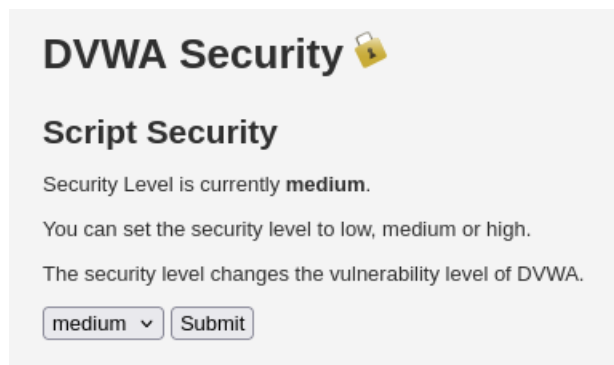 DVWA Security
Script Security
Security Level is currently medium.
You can set the security level to low, medium or high.
The security level changes the vulnerability level of DVWA.
medium Submit